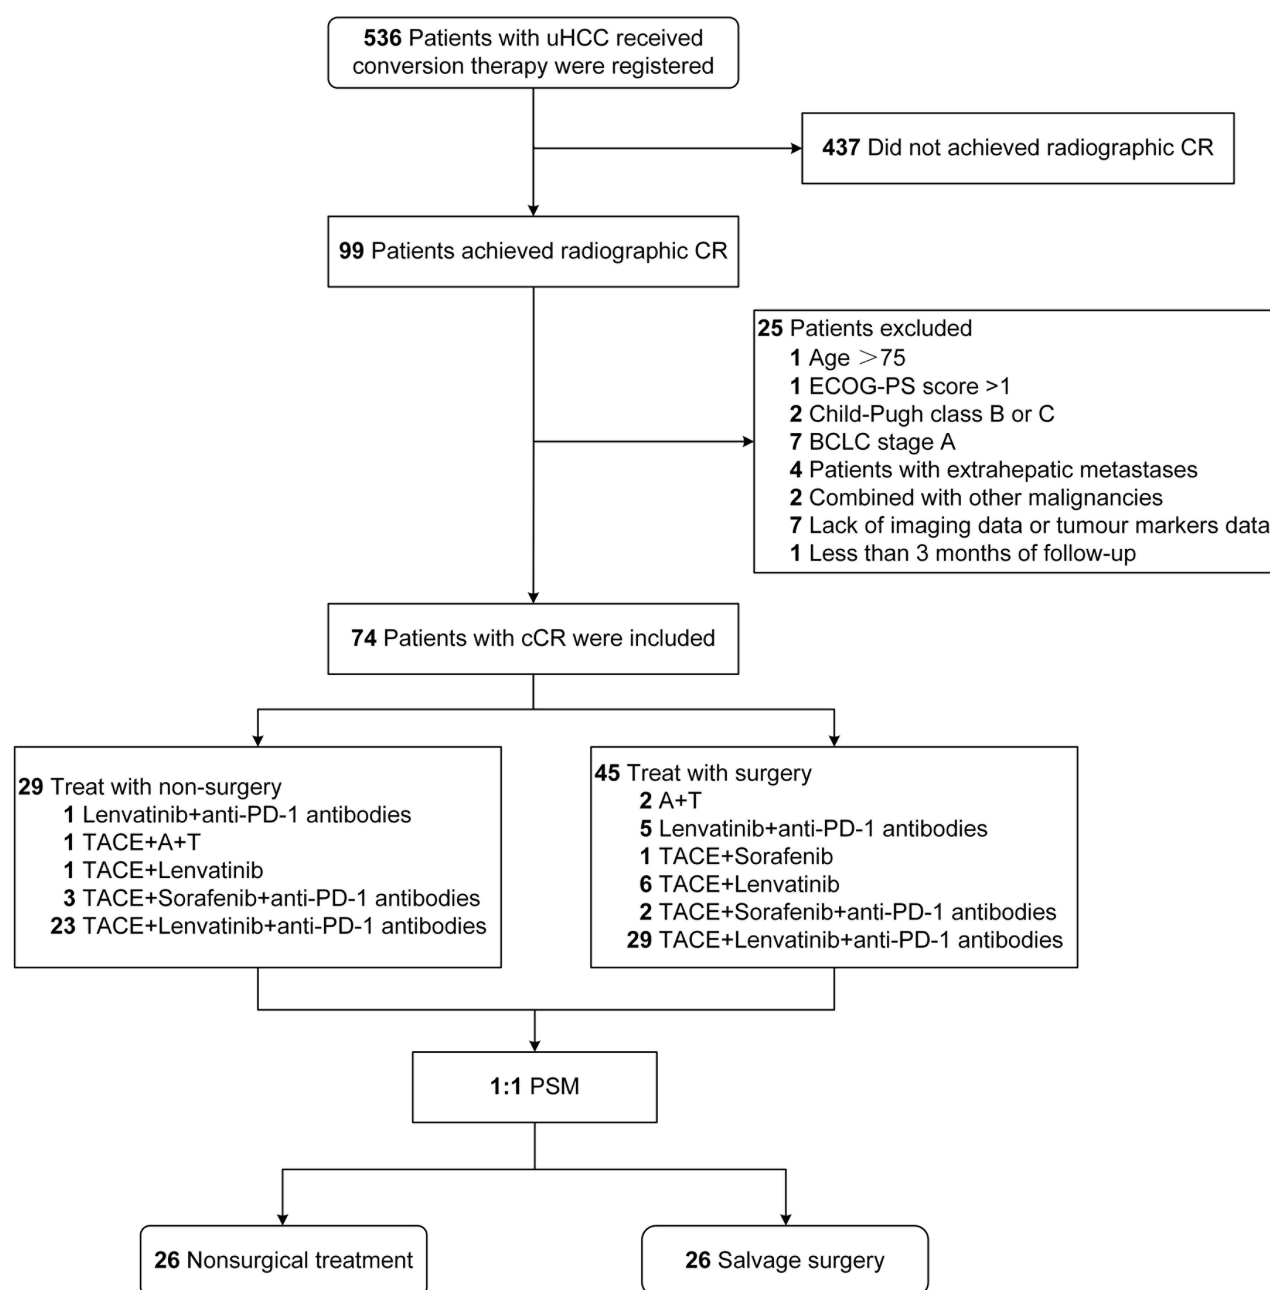 536 Patients with uHCC received
conversion therapy were registered
437 Did not achieved radiographic CR
99 Patients achieved radiographic CR
25 Patients excluded
1 Age ＞75
1 ECOG-PS score >1
2 Child-Pugh class B or C
7 BCLC stage A
4 Patients with extrahepatic metastases
2 Combined with other malignancies
7 Lack of imaging data or tumour markers data
1 Less than 3 months of follow-up
74 Patients with cCR were included
29 Treat with non-surgery
1 Lenvatinib+anti-PD-1 antibodies
1 TACE+A+T
1 TACE+Lenvatinib
3 TACE+Sorafenib+anti-PD-1 antibodies
23 TACE+Lenvatinib+anti-PD-1 antibodies
45 Treat with surgery
2 A+T
5 Lenvatinib+anti-PD-1 antibodies
1 TACE+Sorafenib
6 TACE+Lenvatinib
2 TACE+Sorafenib+anti-PD-1 antibodies
29 TACE+Lenvatinib+anti-PD-1 antibodies
1:1 PSM
26 Nonsurgical treatment
26 Salvage surgery